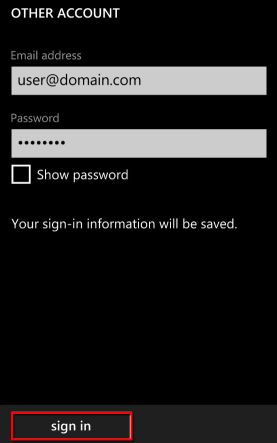 OTHER ACCOUNT
Email address
user@domain.com
Password
••••••••
Show password
Your sign-in information will be saved.
sign in